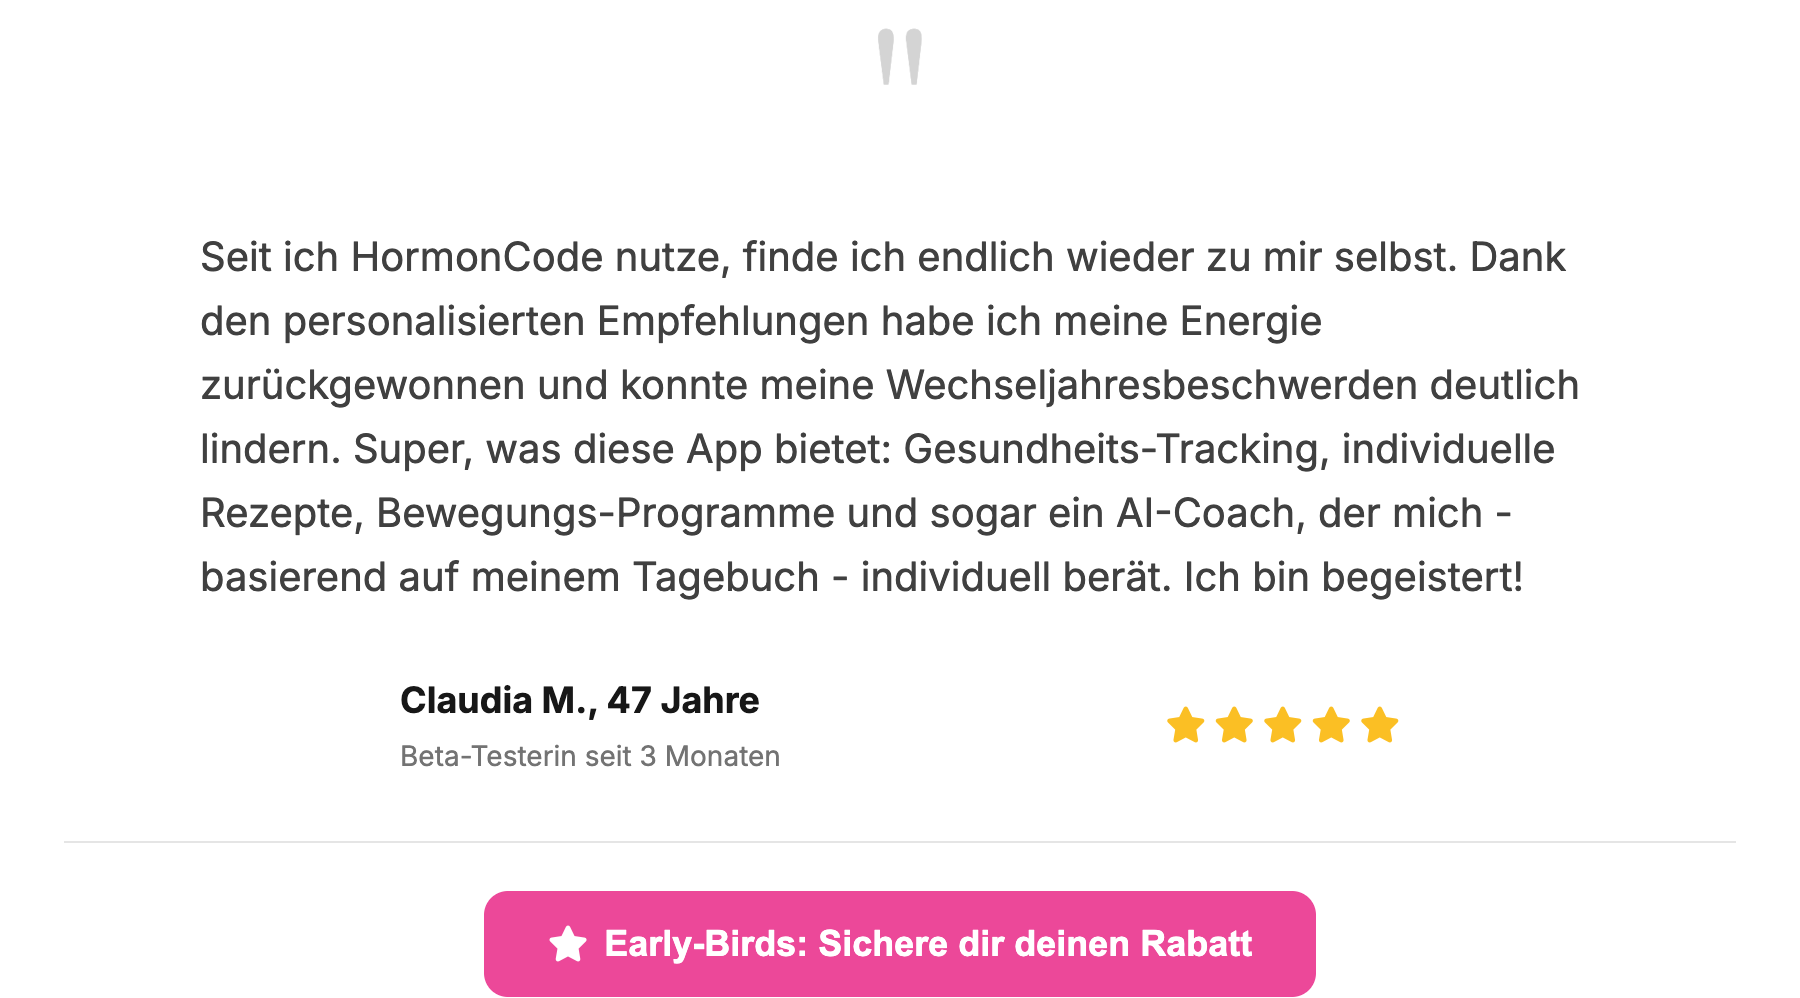 "
Seit ich HormonCode nutze, finde ich endlich wieder zu mir selbst. Dank
den personalisierten Empfehlungen habe ich meine Energie
zurückgewonnen und konnte meine Wechseljahresbeschwerden deutlich
lindern. Super, was diese App bietet: Gesundheits-Tracking, individuelle
Rezepte, Bewegungs-Programme und sogar ein AI-Coach, der mich -
basierend auf meinem Tagebuch - individuell berät. Ich bin begeistert!
Claudia M., 47 Jahre
Beta-Testerin seit 3 Monaten
Early-Birds: Sichere dir deinen Rabatt